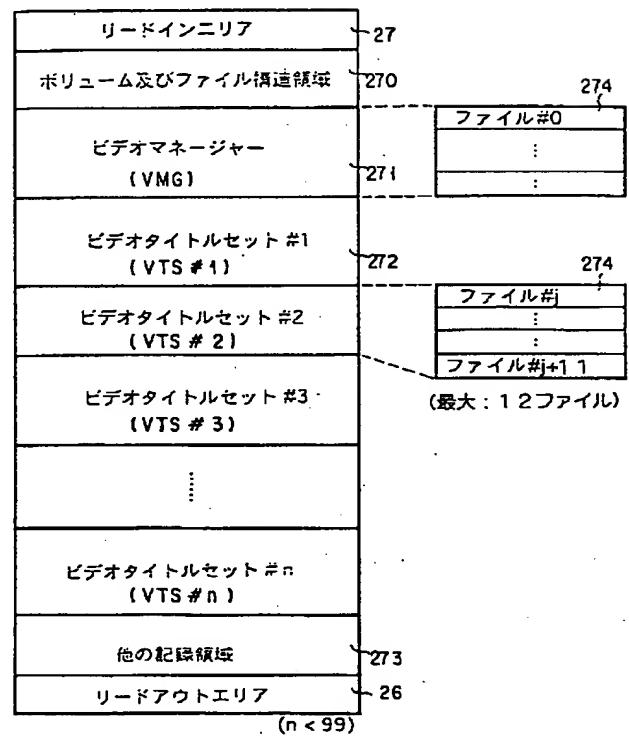 リードインニリア
27
ボリューム及びファイル構造領域
270
ビデオマネージャー
(VMG)
271
274
ファイル#0
⋮
:
ビデオタイトルセット #1
(VTS #1)
272
ビデオタイトルセット #2
(VTS # 2)
274
ファイル#j
⋮
:
ファイル#j+1 1
(最大:12ファイル)
ビデオタイトルセット #3
(VTS # 3)
⋮
ビデオタイトルセット #n
(VTS #n )
他の記録領域
273
リードアウトエリア
26
(n < 99)